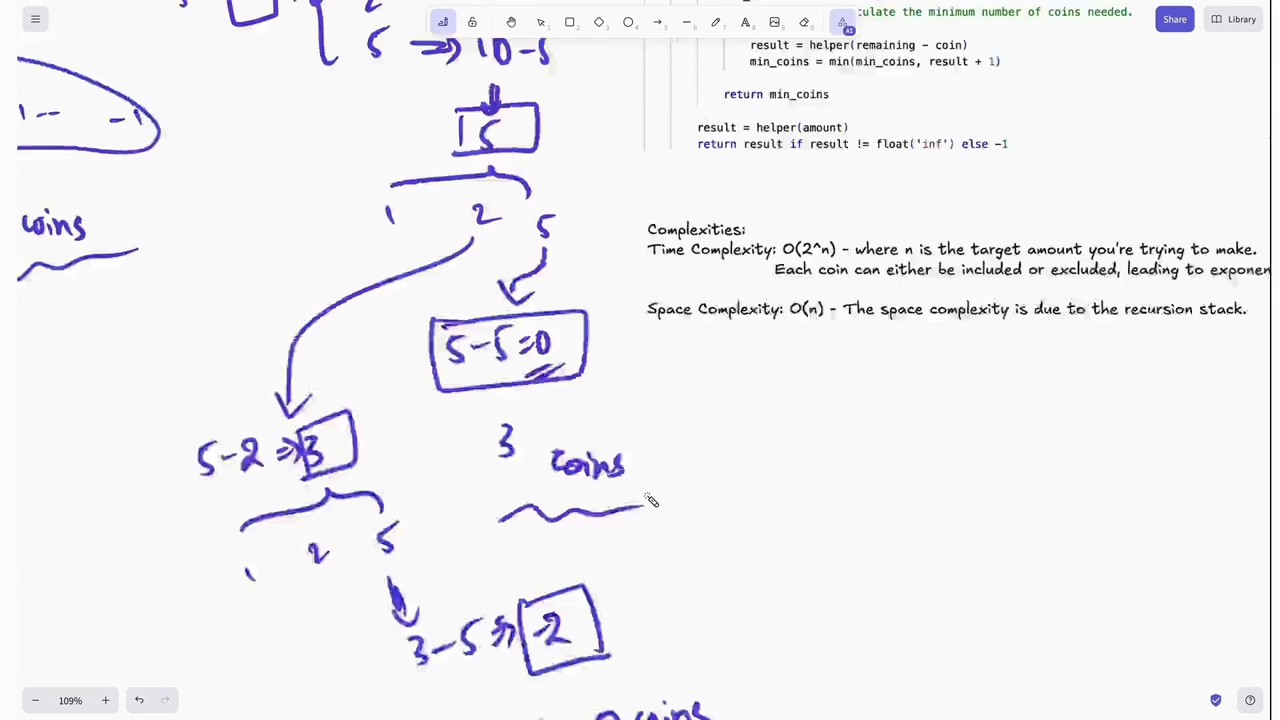 Share
Library
culate the minimum number of coins needed.
result = helper(remaining - coin)
min_coins = min(min_coins, result + 1)
return min_coins
result = helper(amount)
return result if result != float('inf') else -1
5 => 10-5
1 -- -1
5
1 2 5
coins
Complexities:
Time Complexity: O(2^n) - where n is the target amount you're trying to make.
Each coin can either be included or excluded, leading to exponen
Space Complexity: O(n) - The space complexity is due to the recursion stack.
5-5=0
5-2=>3
3 coins
1 2 5
3-5=>-2
coins
109%